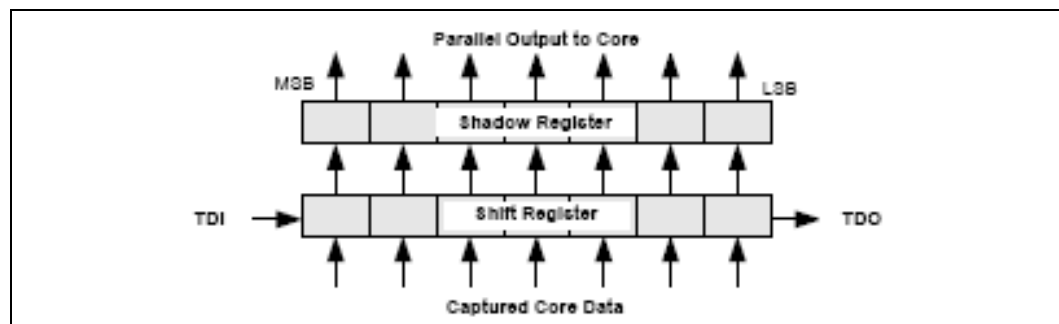 Parallel Output to Core
MSB
LSB
Shadow Register
TDI
Shift Register
TDO
Captured Core Data